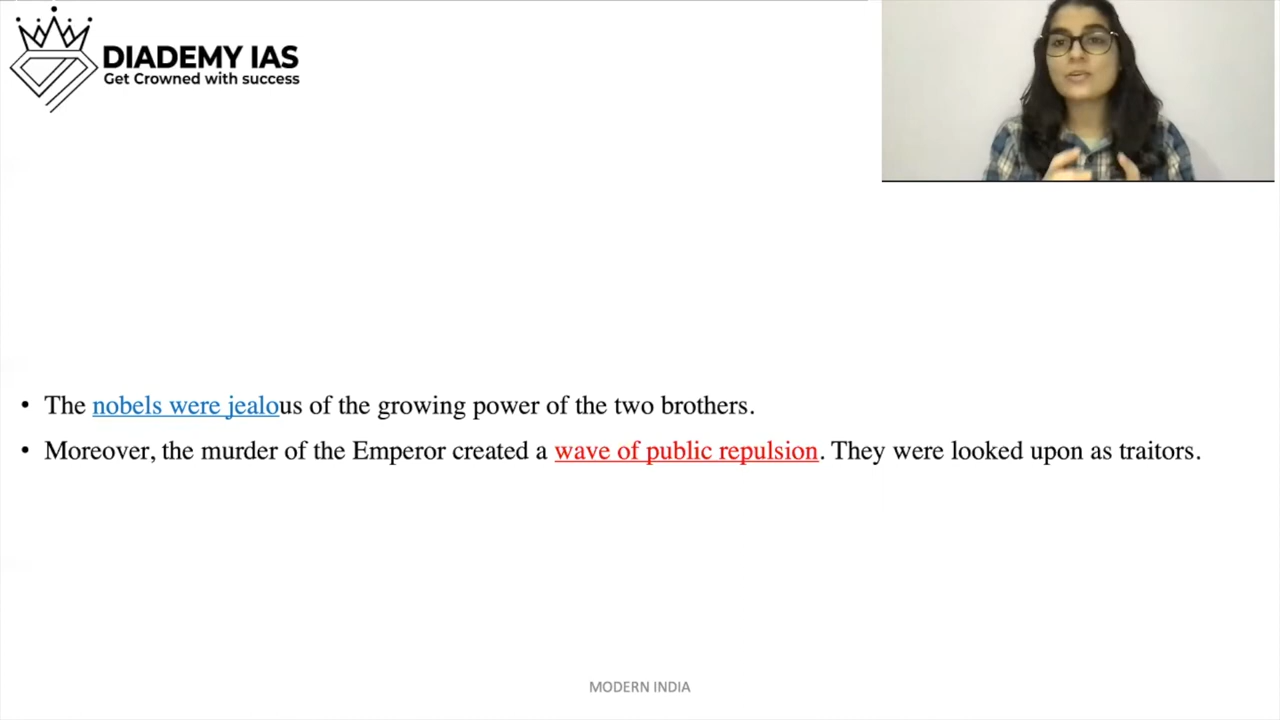 DIADEMY IAS
Get Crowned with success
• The nobels were jealous of the growing power of the two brothers.
• Moreover, the murder of the Emperor created a wave of public repulsion. They were looked upon as traitors.
MODERN INDIA